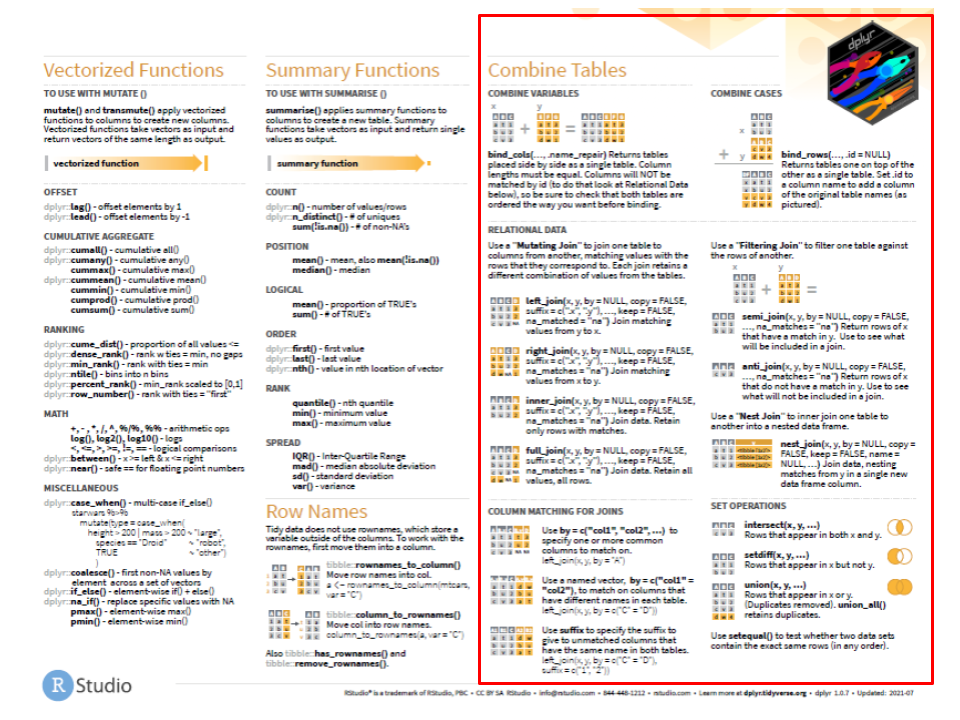 Vectorized Functions
TO USE WITH MUTATE ()
mutate() and transmute() apply vectorized
functions to columns to create new columns.
Vectorized functions take vectors as input and
return vectors of the same length as output.
vectorized function
OFFSET
dplyr::lag() - offset elements by 1
dplyr::lead() - offset elements by -1
CUMULATIVE AGGREGATE
dplyr::cumall() - cumulative all()
dplyr::cumany() - cumulative any()
cummax() - cumulative max()
dplyr::cummean() - cumulative mean()
cummin() - cumulative min()
cumprod() - cumulative prod()
cumsum() - cumulative sum()
RANKING
dplyr::cume_dist() - proportion of all values <=
dplyr::dense_rank() - rank w ties = min, no gaps
dplyr::min_rank() - rank with ties = min
dplyr::ntile() - bins into n bins
dplyr::percent_rank() - min_rank scaled to [0,1]
dplyr::row_number() - rank with ties = "first"
MATH
+, - , *, /, ^, %/%, %% - arithmetic ops
log(), log2(), log10() - logs
<, <=, >, >=, !=, == - logical comparisons
dplyr::between() - x >= left & x <= right
dplyr::near() - safe == for floating point numbers
MISCELLANEOUS
dplyr::case_when() - multi-case if_else()
starwars %>%
mutate(type = case_when(
height > 200 | mass > 200 ~ "large",
species == "Droid" ~ "robot",
TRUE ~ "other")
)
dplyr::coalesce() - first non-NA values by
element across a set of vectors
dplyr::if_else() - element-wise if() + else()
dplyr::na_if() - replace specific values with NA
pmax() - element-wise max()
pmin() - element-wise min()
Summary Functions
TO USE WITH SUMMARISE ()
summarise() applies summary functions to
columns to create a new table. Summary
functions take vectors as input and return single
values as output.
summary function
COUNT
dplyr::n() - number of values/rows
dplyr::n_distinct() - # of uniques
sum(!is.na()) - # of non-NA's
POSITION
mean() - mean, also mean(!is.na())
median() - median
LOGICAL
mean() - proportion of TRUE's
sum() - # of TRUE's
ORDER
dplyr::first() - first value
dplyr::last() - last value
dplyr::nth() - value in nth location of vector
RANK
quantile() - nth quantile
min() - minimum value
max() - maximum value
SPREAD
IQR() - Inter-Quartile Range
mad() - median absolute deviation
sd() - standard deviation
var() - variance
Row Names
Tidy data does not use rownames, which store a
variable outside of the columns. To work with the
rownames, first move them into a column.
tibble::rownames_to_column()
Move row names into col.
a <- rownames_to_column(mtcars,
var = "C")
tibble::column_to_rownames()
Move col into row names.
column_to_rownames(a, var = "C")
Also tibble::has_rownames() and
tibble::remove_rownames().
Combine Tables
dplyr
COMBINE VARIABLES
x y
+ =
bind_cols(..., .name_repair) Returns tables
placed side by side as a single table. Column
lengths must be equal. Columns will NOT be
matched by id (to do that look at Relational Data
below), so be sure to check that both tables are
ordered the way you want before binding.
COMBINE CASES
x
+ y
bind_rows(..., .id = NULL)
Returns tables one on top of the
other as a single table. Set .id to
a column name to add a column
of the original table names (as
pictured).
RELATIONAL DATA
Use a "Mutating Join" to join one table to
columns from another, matching values with the
rows that they correspond to. Each join retains a
different combination of values from the tables.
left_join(x, y, by = NULL, copy = FALSE,
suffix = c(".x", ".y"), ..., keep = FALSE,
na_matched = "na") Join matching
values from y to x.
right_join(x, y, by = NULL, copy = FALSE,
suffix = c(".x", ".y"), ..., keep = FALSE,
na_matches = "na") Join matching
values from x to y.
inner_join(x, y, by = NULL, copy = FALSE,
suffix = c(".x", ".y"), ..., keep = FALSE,
na_matches = "na") Join data. Retain
only rows with matches.
full_join(x, y, by = NULL, copy = FALSE,
suffix = c(".x", ".y"), ..., keep = FALSE,
na_matches = "na") Join data. Retain all
values, all rows.
COLUMN MATCHING FOR JOINS
Use by = c("col1", "col2", ...) to
specify one or more common
columns to match on.
left_join(x, y, by = "A")
Use a named vector, by = c("col1" =
"col2"), to match on columns that
have different names in each table.
left_join(x, y, by = c("C" = "D"))
Use suffix to specify the suffix to
give to unmatched columns that
have the same name in both tables.
left_join(x, y, by = c("C" = "D"),
suffix = c("1", "2"))
Use a "Filtering Join" to filter one table against
the rows of another.
x y
+ =
semi_join(x, y, by = NULL, copy = FALSE,
..., na_matches = "na") Return rows of x
that have a match in y. Use to see what
will be included in a join.
anti_join(x, y, by = NULL, copy = FALSE,
..., na_matches = "na") Return rows of x
that do not have a match in y. Use to see
what will not be included in a join.
Use a "Nest Join" to inner join one table to
another into a nested data frame.
nest_join(x, y, by = NULL, copy =
FALSE, keep = FALSE, name =
NULL, ...) Join data, nesting
matches from y in a single new
data frame column.
SET OPERATIONS
intersect(x, y, ...)
Rows that appear in both x and y.
setdiff(x, y, ...)
Rows that appear in x but not y.
union(x, y, ...)
Rows that appear in x or y.
(Duplicates removed). union_all()
retains duplicates.
Use setequal() to test whether two data sets
contain the exact same rows (in any order).
R Studio
RStudio® is a trademark of RStudio, PBC • CC BY SA RStudio • info@rstudio.com • 844-448-1212 • rstudio.com • Learn more at dplyr.tidyverse.org • dplyr 1.0.7 • Updated: 2021-07